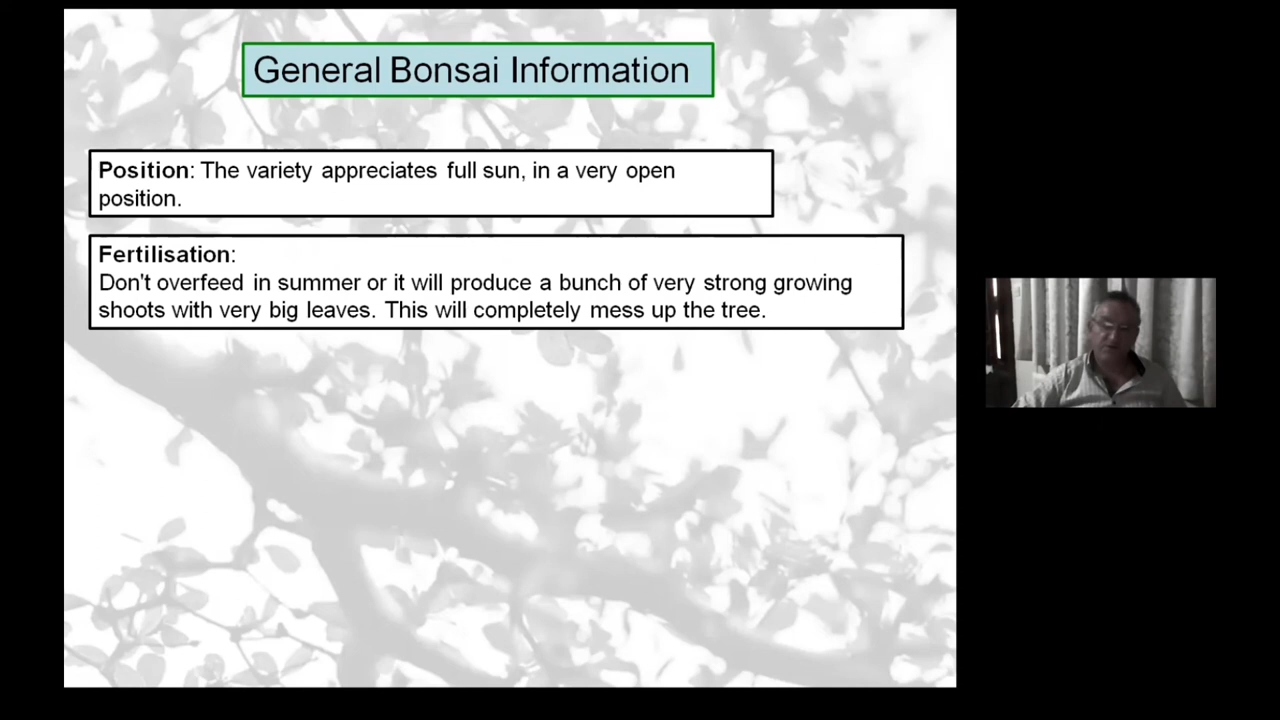 General Bonsai Information
Position: The variety appreciates full sun, in a very open
position.
Fertilisation:
Don't overfeed in summer or it will produce a bunch of very strong growing
shoots with very big leaves. This will completely mess up the tree.